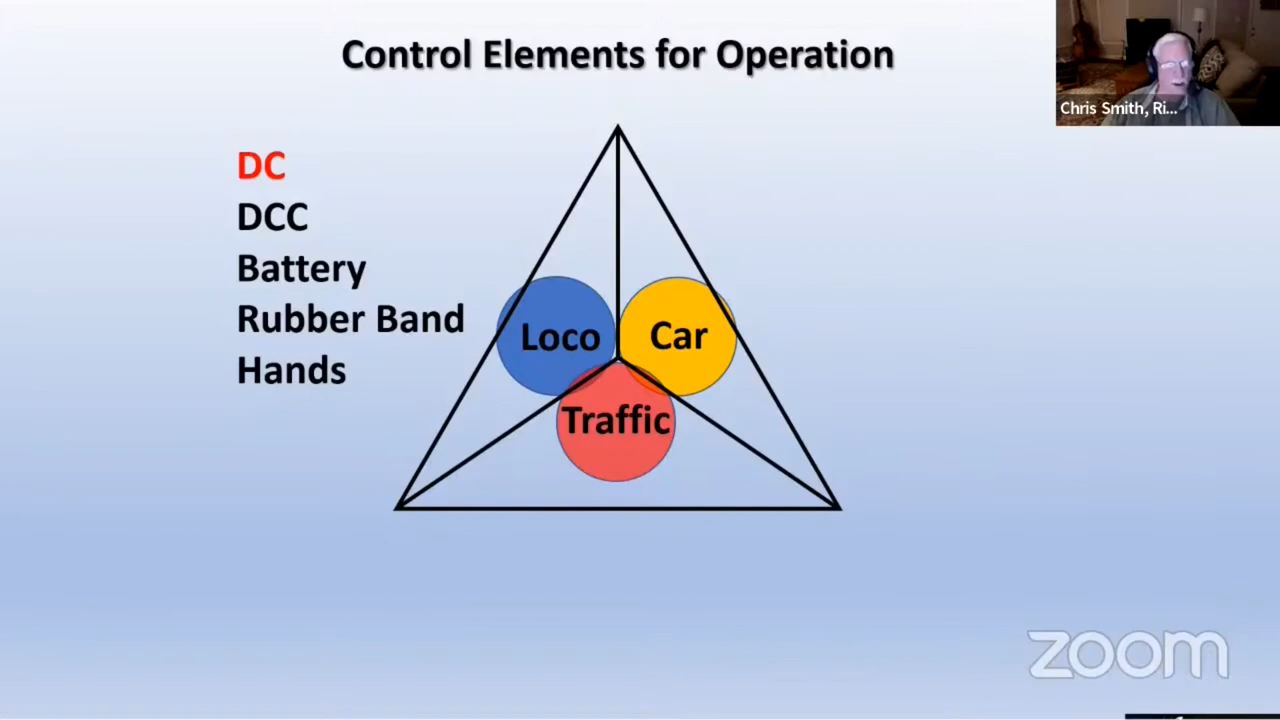 Control Elements for Operation
Chris Smith, Ri...
DC
DCC
Battery
Rubber Band
Hands
Loco
Car
Traffic
zoom